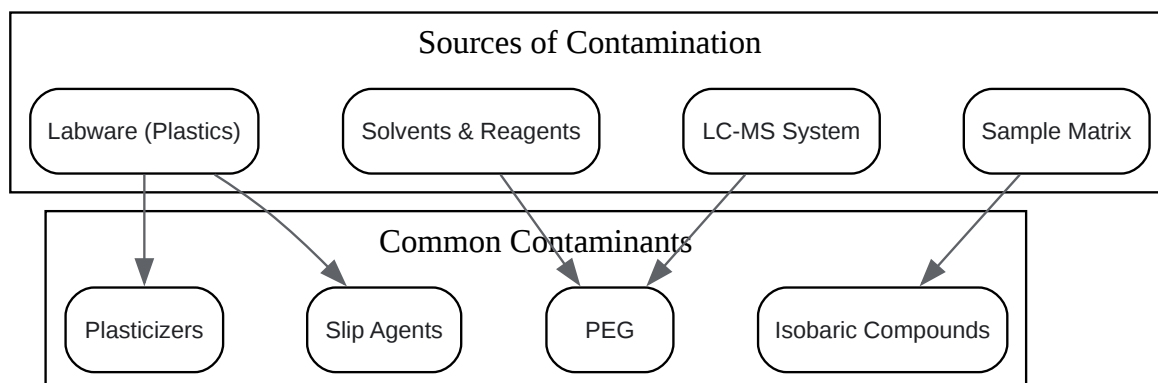 Sources of Contamination
Labware (Plastics)
Solvents & Reagents
LC-MS System
Sample Matrix
Common Contaminants
Plasticizers
Slip Agents
PEG
Isobaric Compounds